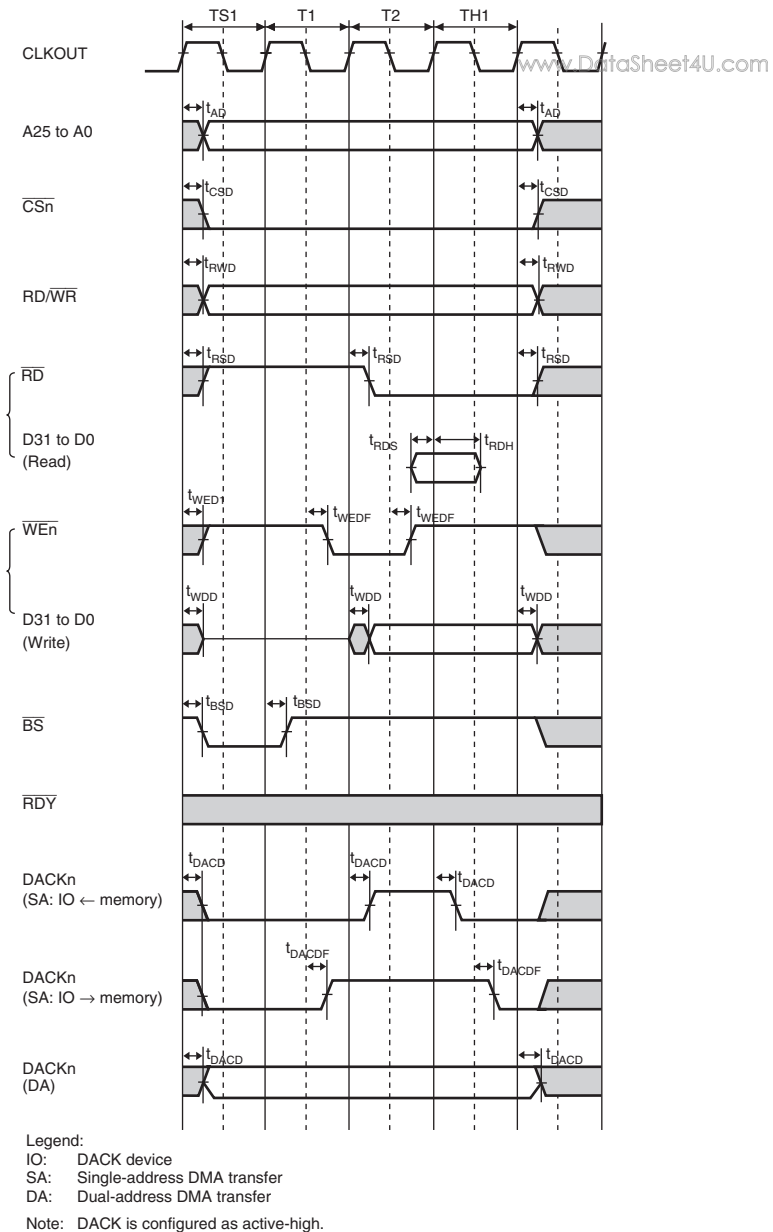 TS1 T1 T2 TH1
CLKOUT
www.DataSheet4U.com
tAD tAD
A25 to A0
tCSD tCSD
CSn
tRWD tRWD
RD/WR
tRSD tRSD tRSD
RD
D31 to D0
(Read)
tRDS tRDH
tWED1 tWEDF tWEDF
WEn
tWDD tWDD tWDD
D31 to D0
(Write)
tBSD tBSD
BS
RDY
tDACD tDACD tDACD
DACKn
(SA: IO ← memory)
tDACDF tDACDF
DACKn
(SA: IO → memory)
tDACD tDACD
DACKn
(DA)
Legend:
IO: DACK device
SA: Single-address DMA transfer
DA: Dual-address DMA transfer
Note: DACK is configured as active-high.